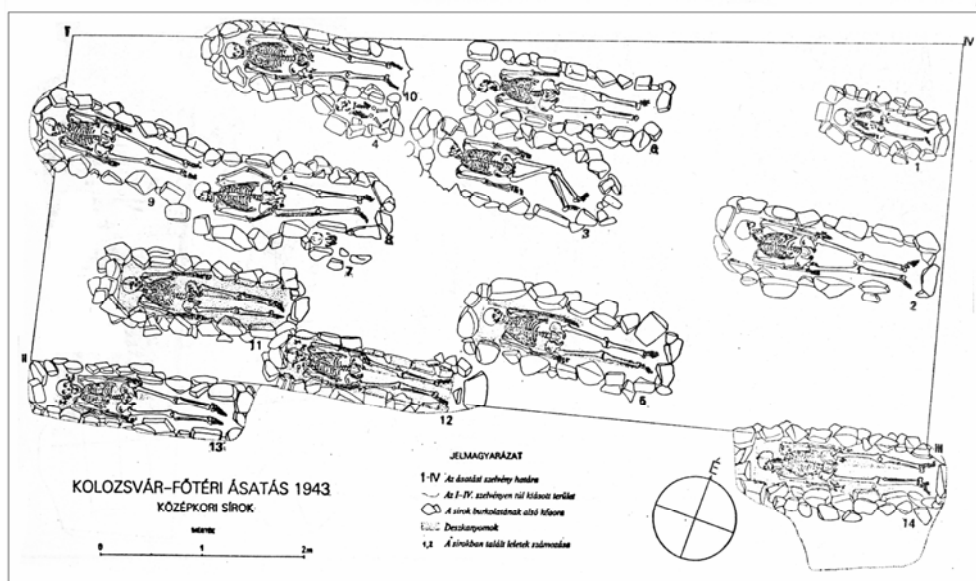 IV
10
4
6
1
9
3
8
7
2
11
II
5
12
13
III
14
KOLOZSVÁR–FŐTÉRI ÁSATÁS 1943
KÖZÉPKORI SÍROK
0 1 2m
JELMAGYARÁZAT
I-IV Az ásatási szelvény határa
Az I–IV. szelvényen túl kiásott terület
A sírok burkolásának alsó kősora
Deszkanyomok
1,2 A sírokban talált leletek számozása
É